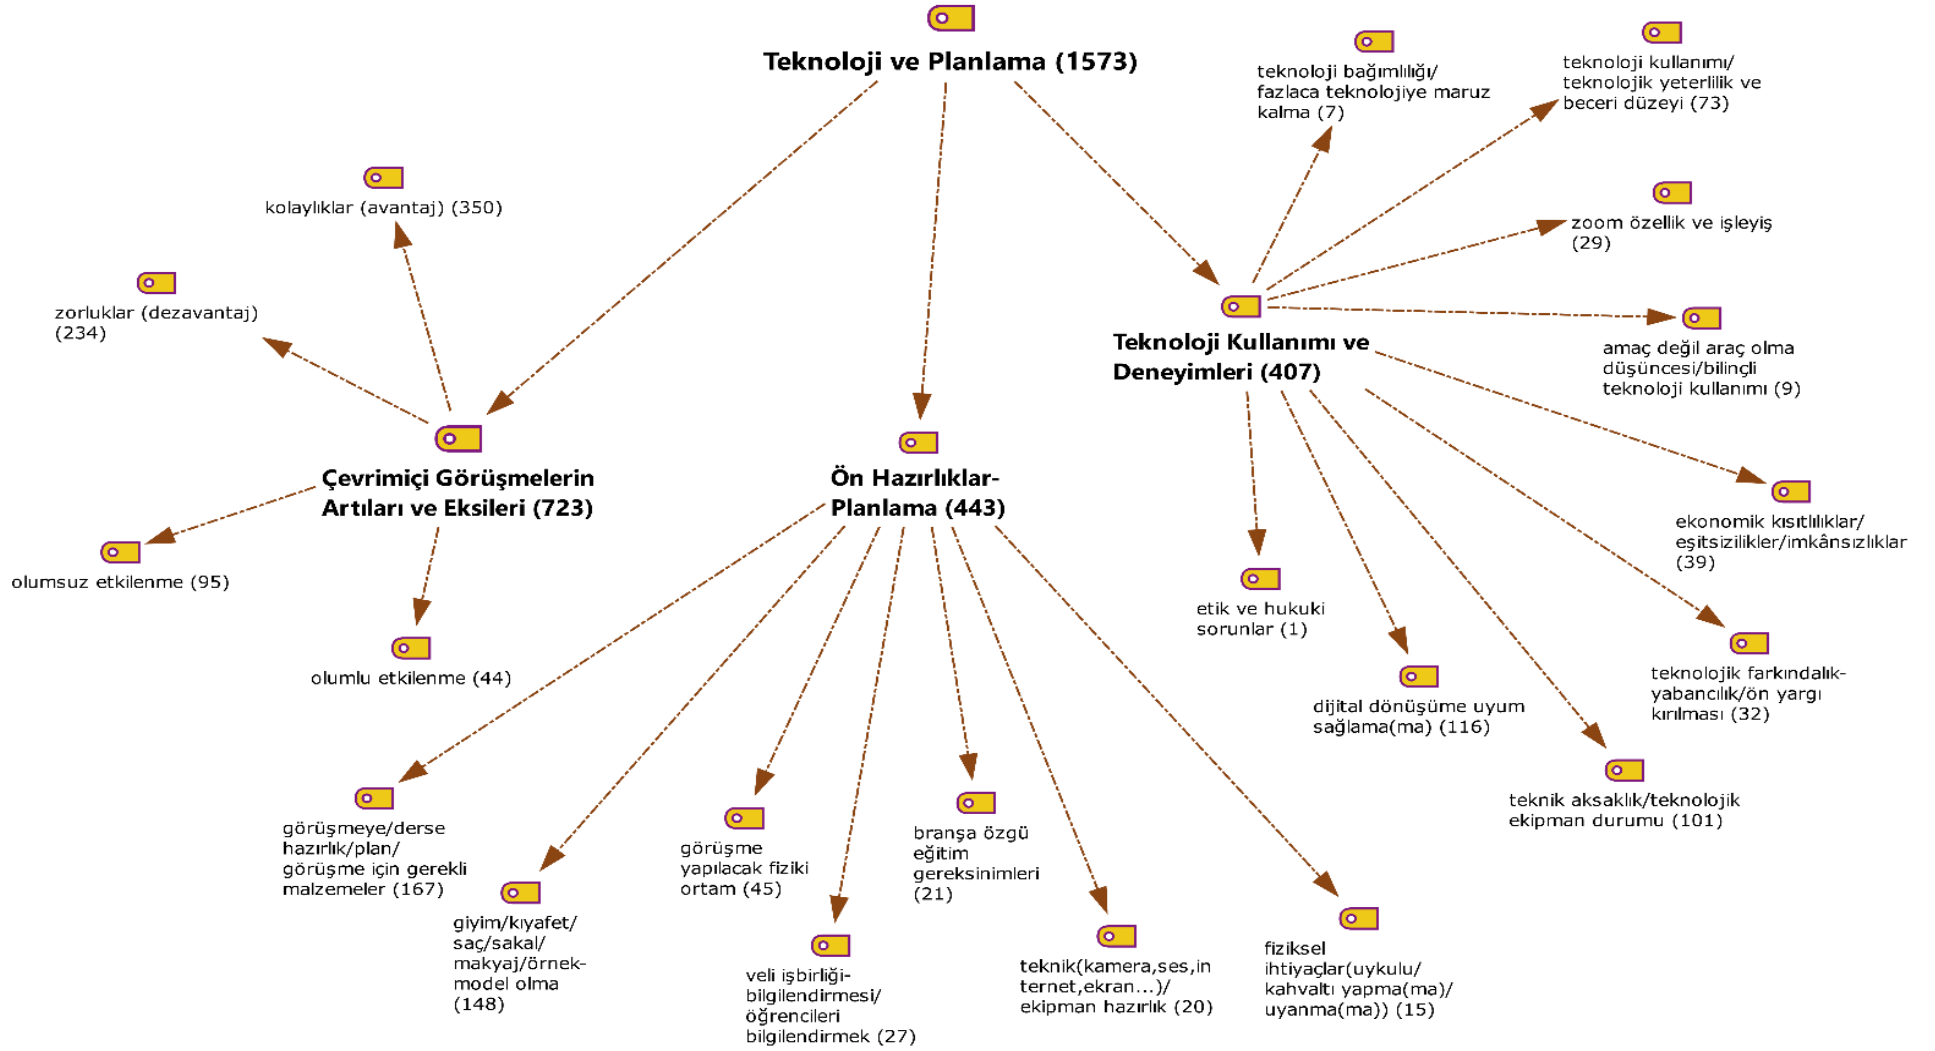 Teknoloji ve Planlama (1573)
teknoloji bağımlılığı/
fazlaca teknolojiye maruz
kalma (7)
teknoloji kullanımı/
teknolojik yeterlilik ve
beceri düzeyi (73)
kolaylıklar (avantaj) (350)
zoom özellik ve işleyiş
(29)
zorluklar (dezavantaj)
(234)
Teknoloji Kullanımı ve
Deneyimleri (407)
amaç değil araç olma
düşüncesi/bilinçli
teknoloji kullanımı (9)
Çevrimiçi Görüşmelerin
Artıları ve Eksileri (723)
Ön Hazırlıklar-
Planlama (443)
ekonomik kısıtlılıklar/
eşitsizilikler/imkânsızlıklar
(39)
olumsuz etkilenme (95)
etik ve hukuki
sorunlar (1)
olumlu etkilenme (44)
teknolojik farkındalık-
yabancılık/ön yargı
kırılması (32)
dijital dönüşüme uyum
sağlama(ma) (116)
teknik aksaklık/teknolojik
ekipman durumu (101)
görüşmeye/derse
hazırlık/plan/
görüşme için gerekli
malzemeler (167)
görüşme
yapılacak fiziki
ortam (45)
branşa özgü
eğitim
gereksinimleri
(21)
giyim/kıyafet/
saç/sakal/
makyaj/örnek-
model olma
(148)
veli işbirliği-
bilgilendirmesi/
öğrencileri
bilgilendirmek (27)
teknik(kamera,ses,in
ternet,ekran...)/
ekipman hazırlık (20)
fiziksel
ihtiyaçlar(uykulu/
kahvaltı yapma(ma)/
uyanma(ma)) (15)